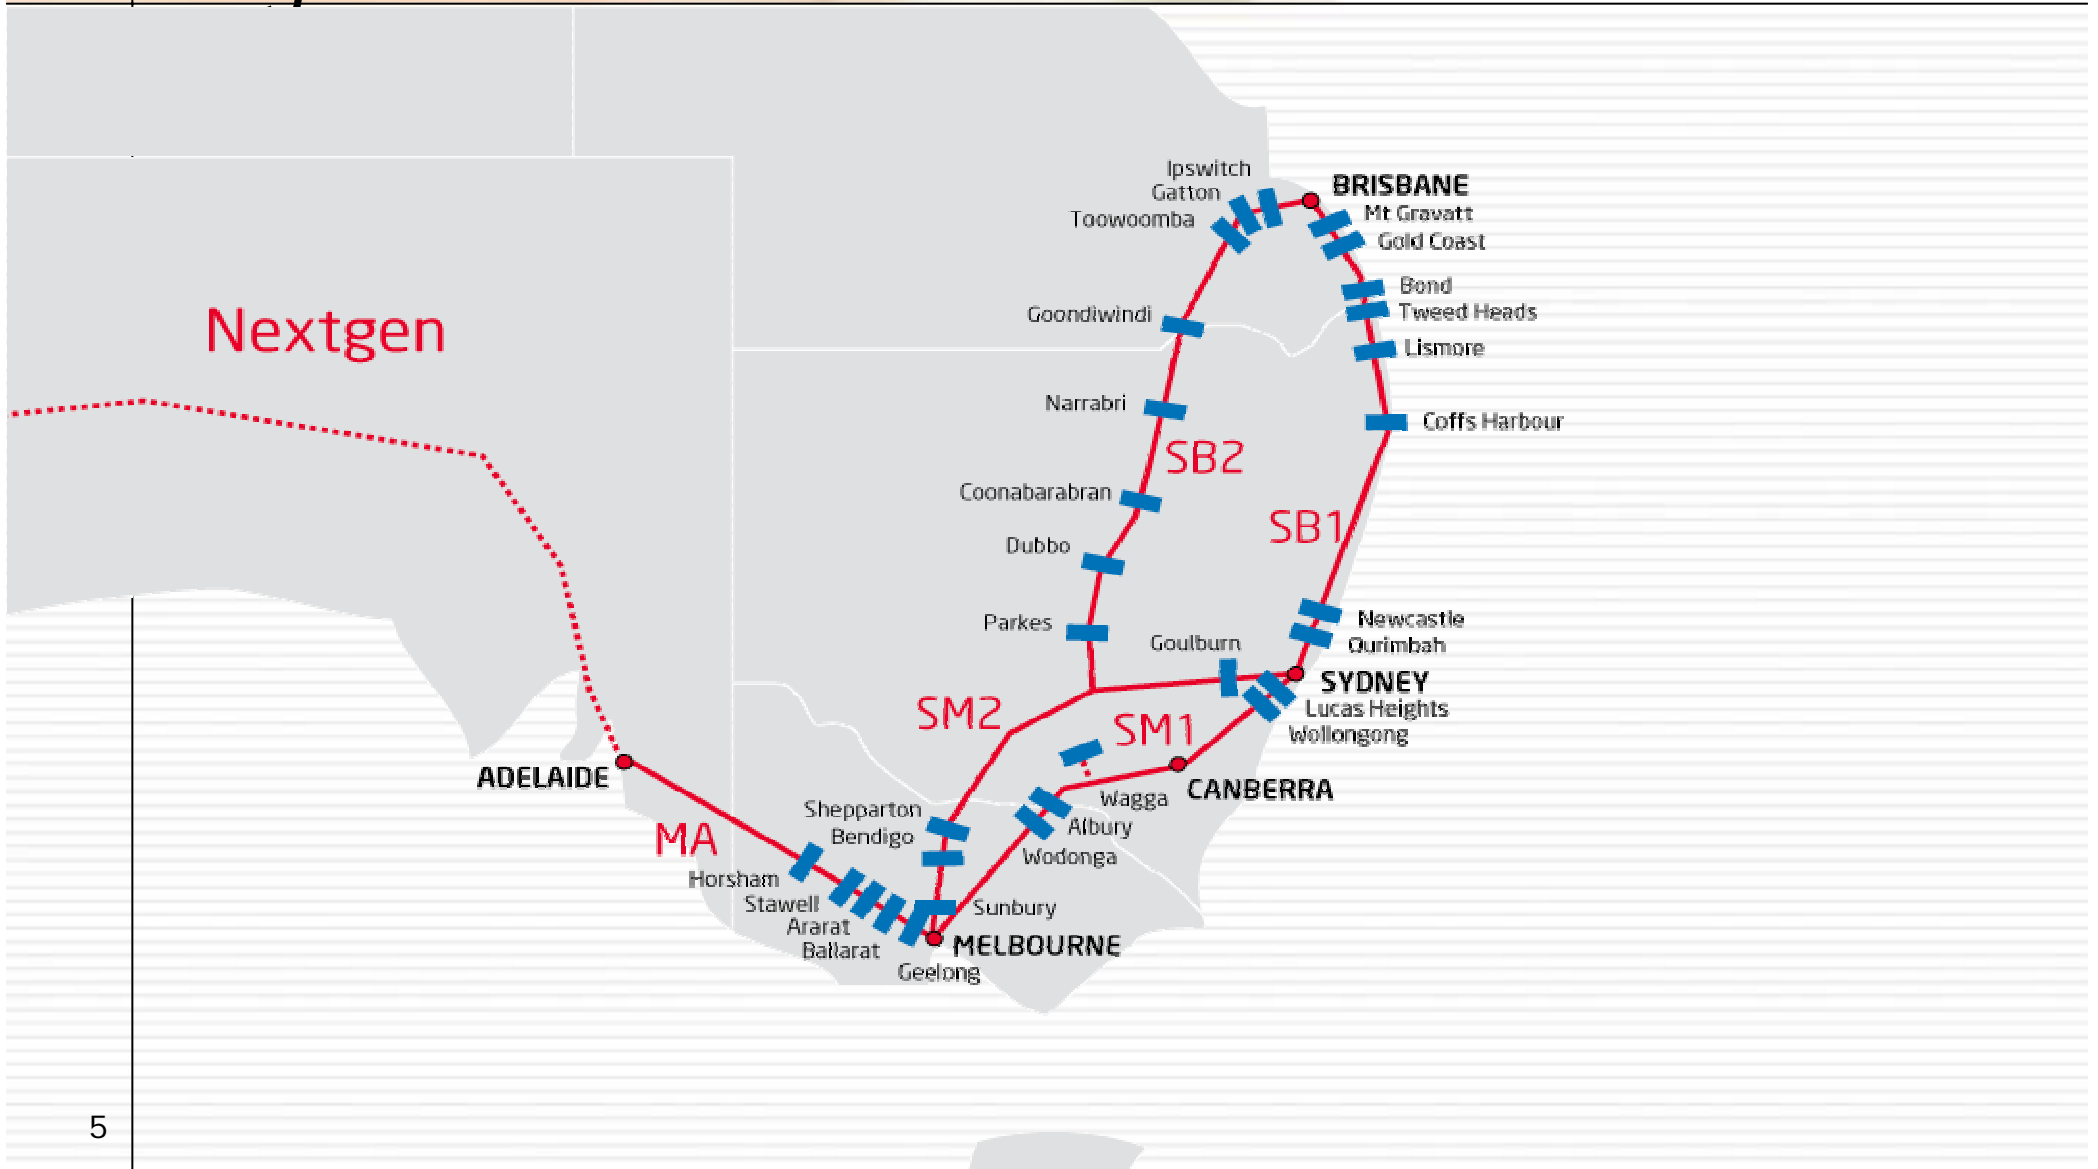 Ipswich
Gatton
Toowoomba
BRISBANE
Mt Gravatt
Gold Coast
Bond
Tweed Heads
Lismore
Goondiwindi
Nextgen
Narrabri
Coffs Harbour
SB2
Coonabarabran
SB1
Dubbo
Parkes
Newcastle
Ourimbah
Goulburn
SYDNEY
Lucas Heights
Wollongong
SM2
SM1
ADELAIDE
CANBERRA
Wagga
Albury
Wodonga
Shepparton
Bendigo
MA
Horsham
Stawell
Ararat
Ballarat
Sunbury
MELBOURNE
Geelong
5